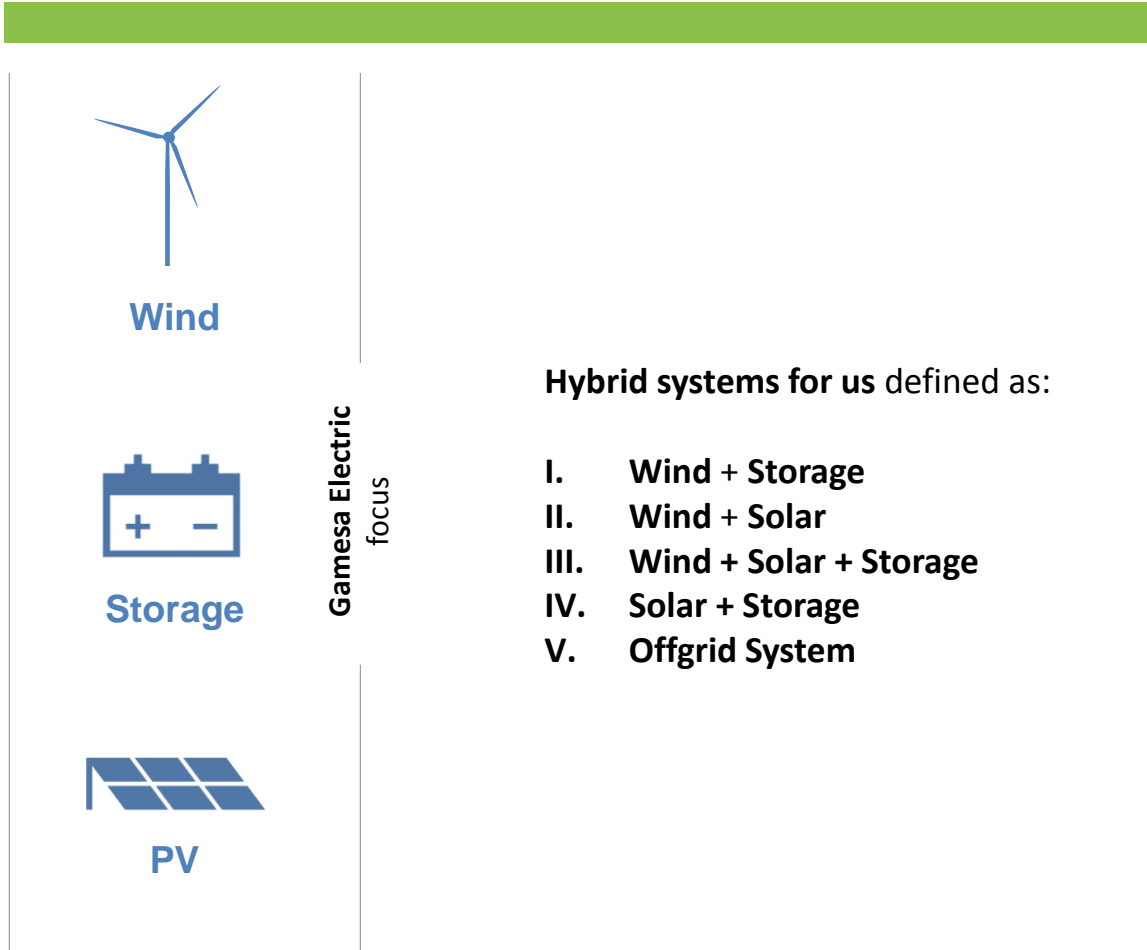 Wind
+ −
Storage
PV
Gamesa Electric
focus
Hybrid systems for us defined as:
I. Wind + Storage
II. Wind + Solar
III. Wind + Solar + Storage
IV. Solar + Storage
V. Offgrid System